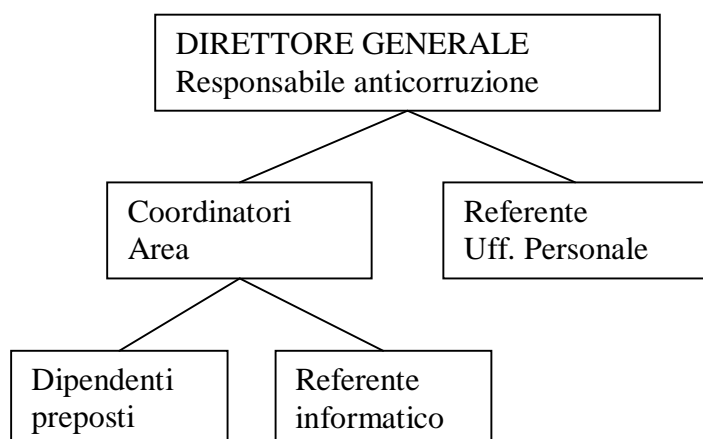 DIRETTORE GENERALE
Responsabile anticorruzione
Coordinatori
Area
Referente
Uff. Personale
Dipendenti
preposti
Referente
informatico